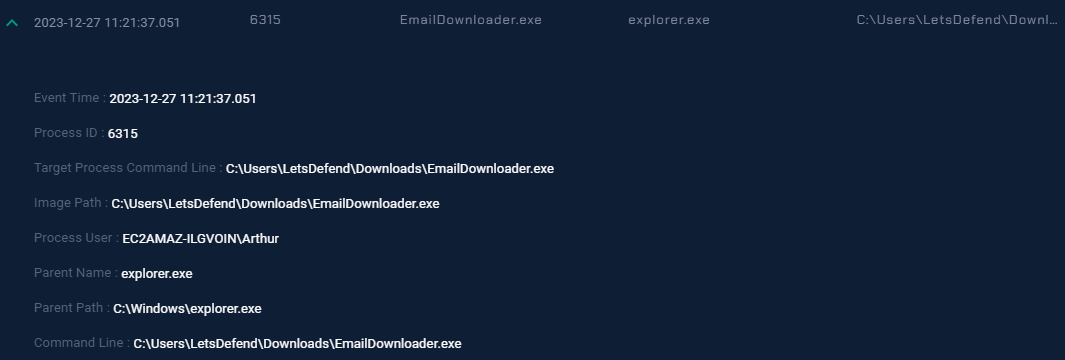 2023-12-27 11:21:37.051 6315 EmailDownloader.exe explorer.exe C:\Users\LetsDefend\Downl...
Event Time : 2023-12-27 11:21:37.051
Process ID : 6315
Target Process Command Line : C:\Users\LetsDefend\Downloads\EmailDownloader.exe
Image Path : C:\Users\LetsDefend\Downloads\EmailDownloader.exe
Process User : EC2AMAZ-ILGVOIN\Arthur
Parent Name : explorer.exe
Parent Path : C:\Windows\explorer.exe
Command Line : C:\Users\LetsDefend\Downloads\EmailDownloader.exe